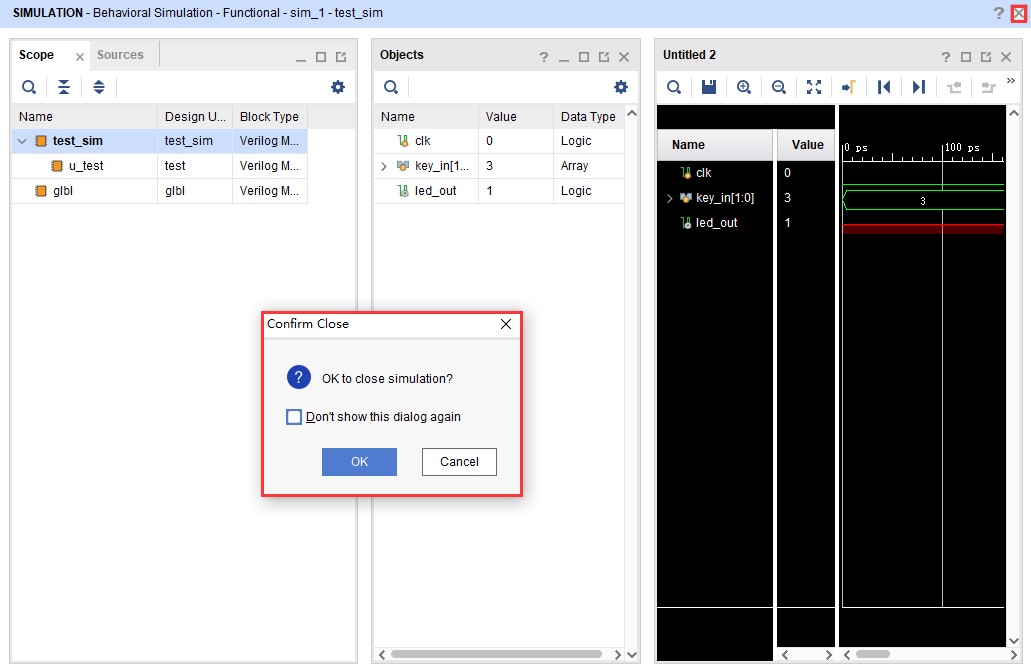 SIMULATION - Behavioral Simulation - Functional - sim_1 - test_sim
?
Scope
Sources
Name
Design U...
Block Type
test_sim
test_sim
Verilog M...
u_test
test
Verilog M...
glbl
glbl
Verilog M...
Objects
?
Name
Value
Data Type
clk
0
Logic
key_in[1...
3
Array
led_out
1
Logic
Untitled 2
?
»
Name
Value
0 ps
100 ps
clk
0
key_in[1:0]
3
3
led_out
1
Confirm Close
?
OK to close simulation?
Don't show this dialog again
OK
Cancel